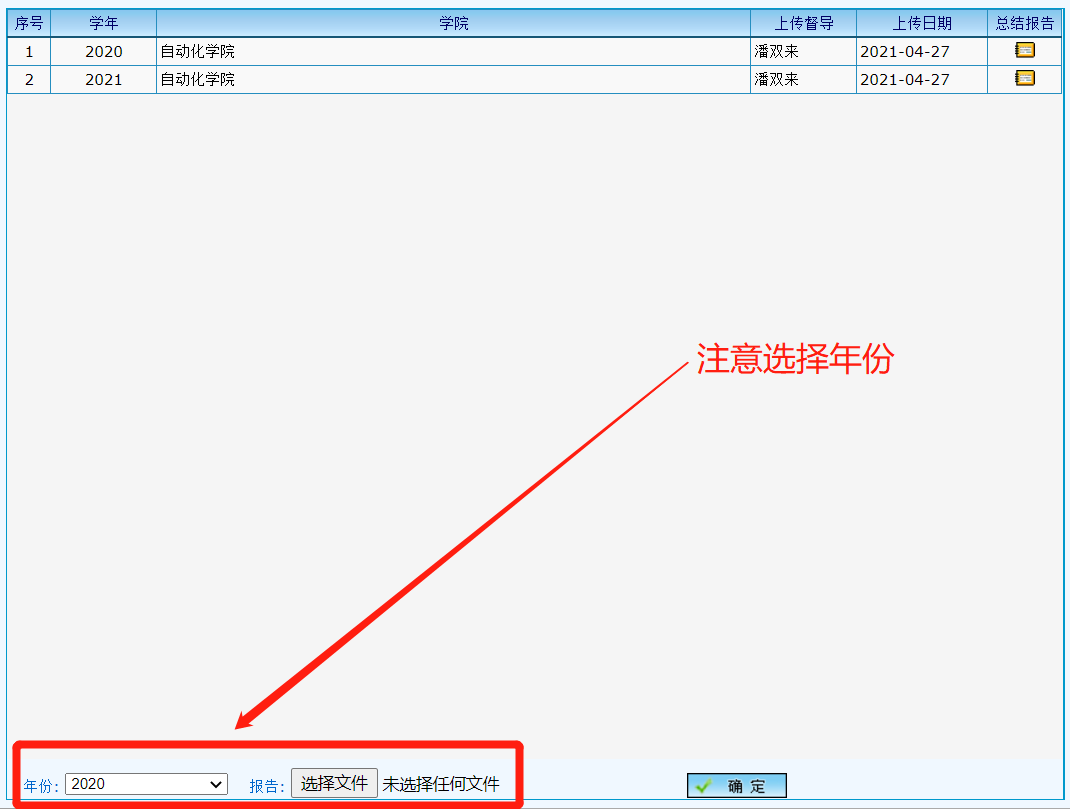 序号 学年 学院 上传督导 上传日期 总结报告
1 2020 自动化学院 潘双来 2021-04-27
2 2021 自动化学院 潘双来 2021-04-27
注意选择年份
年份: 2020 报告: 选择文件 未选择任何文件 确 定